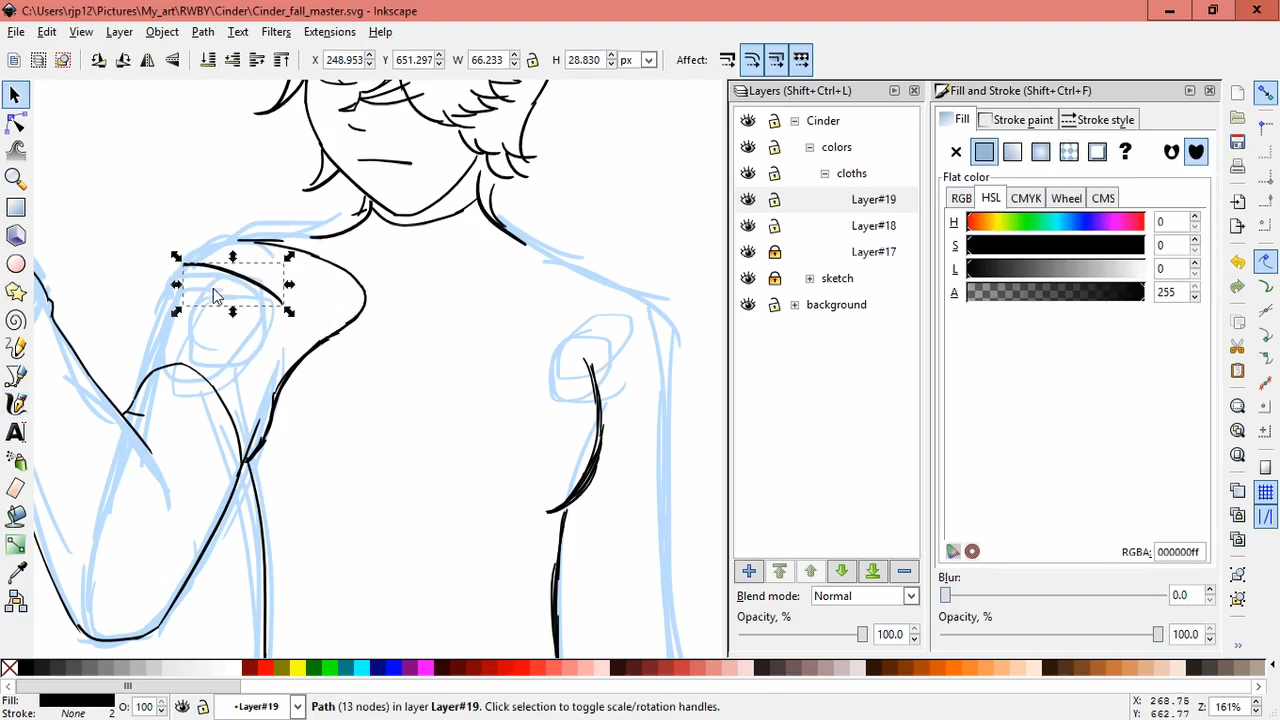 C:\Users\rjp12\Pictures\My_art\RWBY\Cinder\Cinder_fall_master.svg - Inkscape
File Edit View Layer Object Path Text Filters Extensions Help
X 248.953 Y 651.297 W 66.233 H 28.830 px Affect:
Layers (Shift+Ctrl+L)
Cinder
colors
cloths
Layer#19
Layer#18
Layer#17
sketch
background
Blend mode: Normal
Opacity, %
100.0
Fill and Stroke (Shift+Ctrl+F)
Fill Stroke paint Stroke style
?
Flat color
RGB HSL CMYK Wheel CMS
H 0
S 0
L 0
A 255
RGBA: 000000ff
Blur:
0.0
Opacity, %
100.0
Fill:
Stroke: None 2
O: 100
•Layer#19
Path (13 nodes) in layer Layer#19. Click selection to toggle scale/rotation handles.
X: 268.75
Y: 662.77
Z: 161%